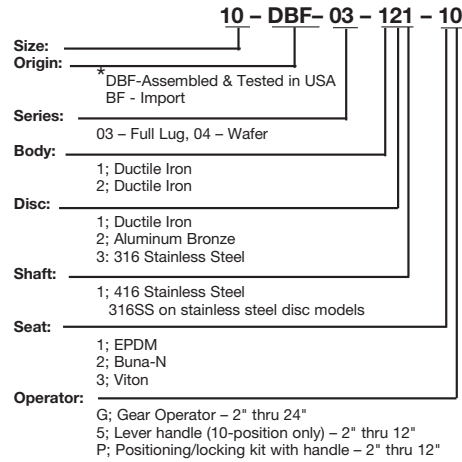 10 – DBF– 03 – 121 – 10
Size:
Origin:
*DBF-Assembled & Tested in USA
BF - Import
Series:
03 – Full Lug, 04 – Wafer
Body:
1; Ductile Iron
2; Ductile Iron
Disc:
1; Ductile Iron
2; Aluminum Bronze
3: 316 Stainless Steel
Shaft:
1; 416 Stainless Steel
316SS on stainless steel disc models
Seat:
1; EPDM
2; Buna-N
3; Viton
Operator:
G; Gear Operator – 2" thru 24"
5; Lever handle (10-position only) – 2" thru 12"
P; Positioning/locking kit with handle – 2" thru 12"